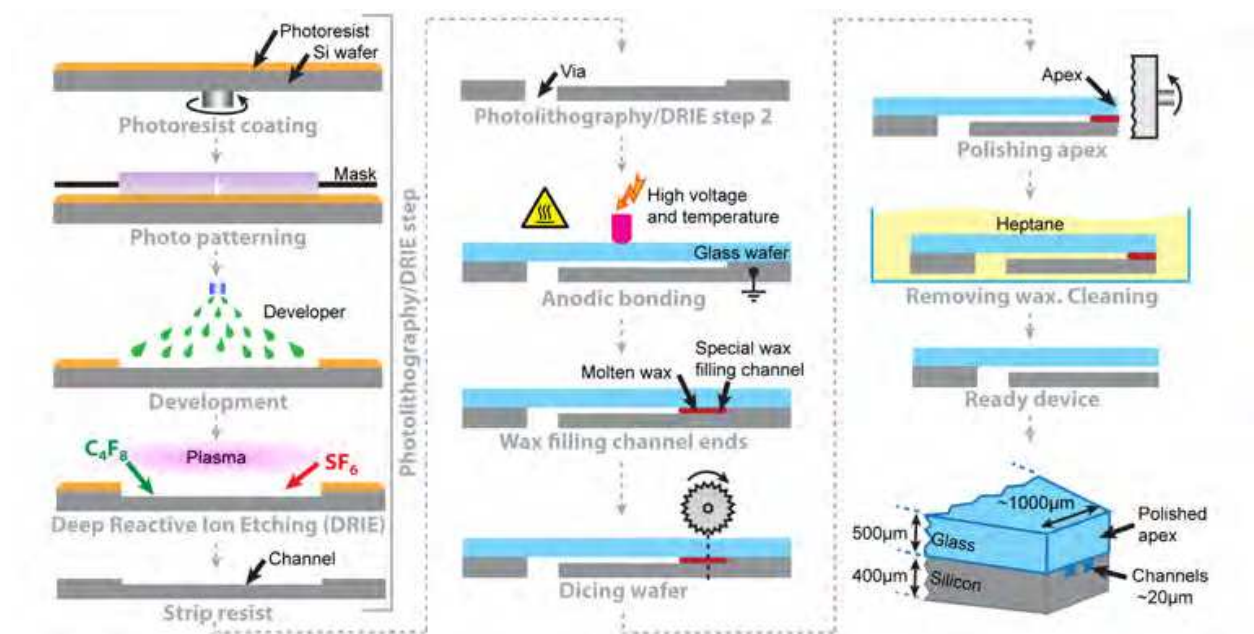 Photoresist
Si wafer
Photoresist coating
Mask
Photo patterning
Developer
Development
C4F8
Plasma
SF6
Deep Reactive Ion Etching (DRIE)
Channel
Strip resist
Photolithography/DRIE step
Via
Photolithography/DRIE step 2
High voltage
and temperature
Glass wafer
Anodic bonding
Special wax
filling channel
Molten wax
Wax filling channel ends
Dicing wafer
Apex
Polishing apex
Heptane
Removing wax. Cleaning
Ready device
~1000µm
500µm
Glass
Polished
apex
400µm
Silicon
Channels
~20µm